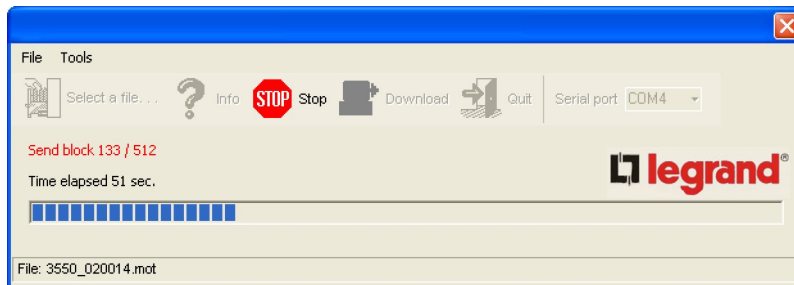 File Tools
Select a file. . . Info STOP Stop Download Quit Serial port COM4
Send block 133 / 512
Time elapsed 51 sec.
legrand®
File: 3550_020014.mot